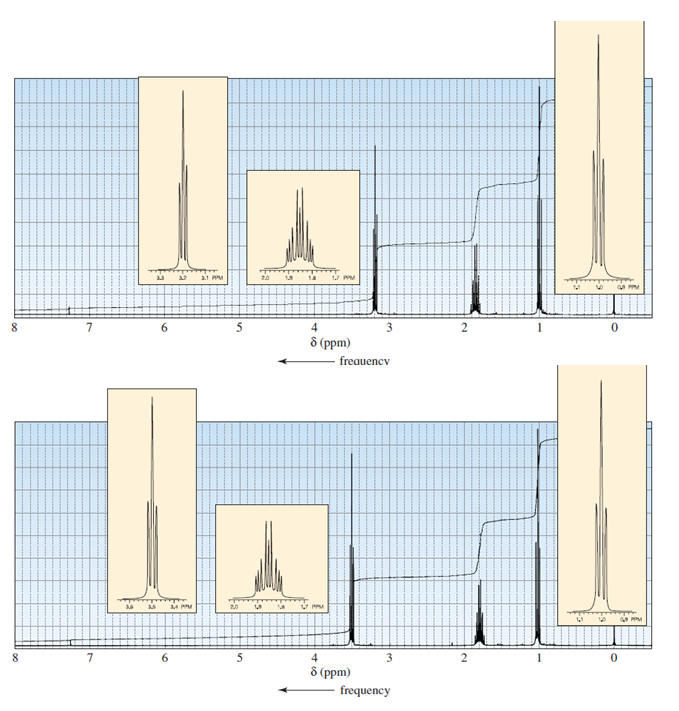 3.3 3.2 3.1 PPM
2.0 1.9 1.8 1.7 PPM
1.1 1.0 0.9 PPM
8 7 6 5 4 3 2 1 0
δ (ppm)
frequency
3.6 3.5 3.4 PPM
2.0 1.9 1.8 1.7 PPM
1.1 1.0 0.9 PPM
8 7 6 5 4 3 2 1 0
δ (ppm)
frequency